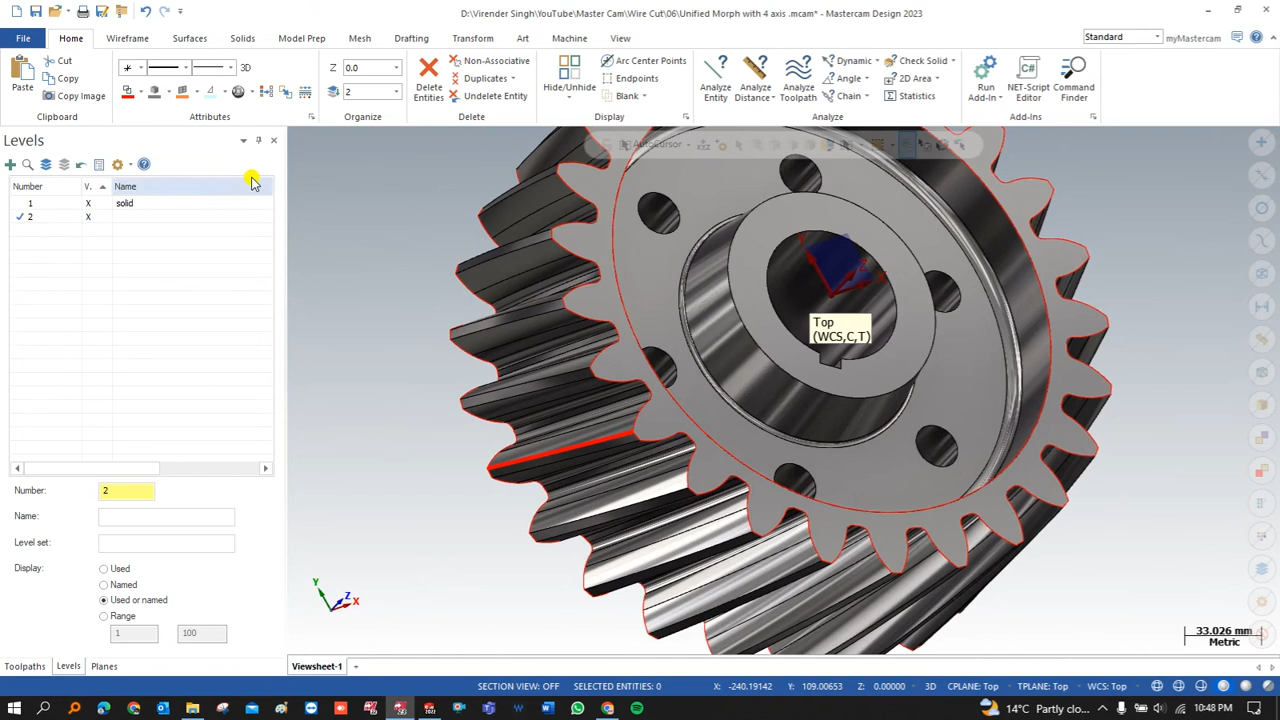 D:\Virender Singh\YouTube\Master Cam\Wire Cut\06\Unified Morph with 4 axis .mcam* - Mastercam Design 2023
File Home Wireframe Surfaces Solids Model Prep Mesh Drafting Transform Art Machine View Standard myMastercam
Cut 3D Z 0.0 Non-Associative Arc Center Points Dynamic Check Solid
Copy Duplicates Endpoints Angle 2D Area
Copy Image 2 Undelete Entity Blank Chain Statistics
Paste Delete Entities Hide/Unhide Analyze Entity Analyze Distance Analyze Toolpath Run Add-In NET-Script Editor Command Finder
Clipboard Attributes Organize Delete Display Analyze Add-Ins
Levels
AutoCursor
Number V. Name
1 X solid
2 X
Y X Z
Top
(WCS,C,T)
Number: 2
Name:
Level set:
Display: Used
Named
Used or named
Range
1 100
Y Z X
33.026 mm
Metric
Toolpaths Levels Planes Viewsheet-1 +
SECTION VIEW: OFF SELECTED ENTITIES: 0 X: -240.19142 Y: 109.00653 Z: 0.00000 3D CPLANE: Top TPLANE: Top WCS: Top
14°C Partly clo... 10:48 PM